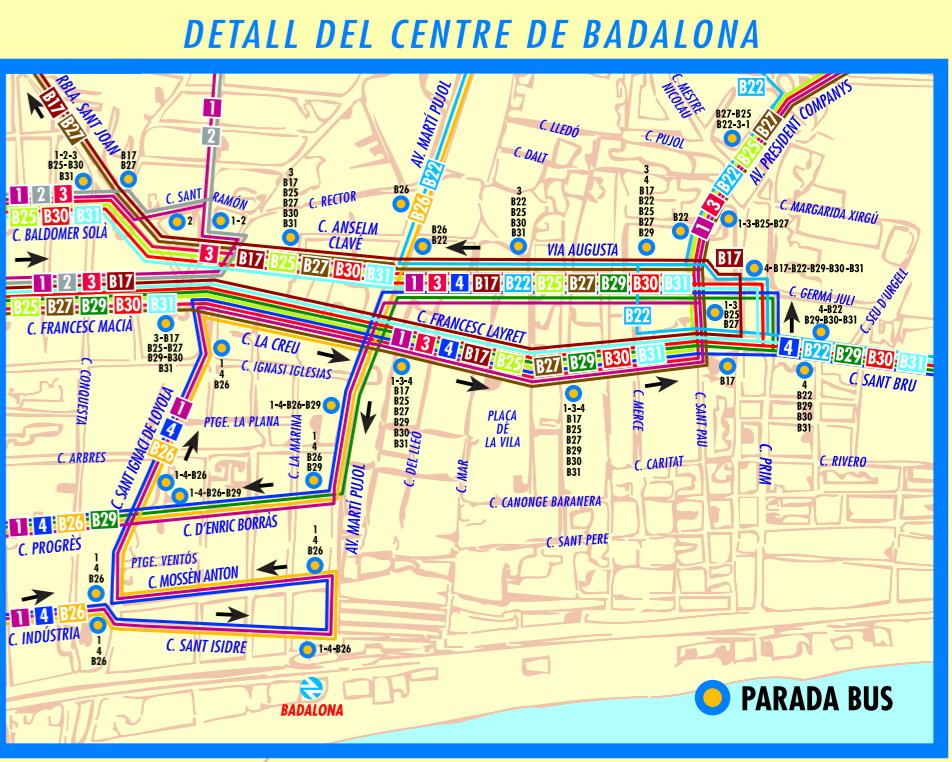 DETALL DEL CENTRE DE BADALONA
RBLA. SANT JOAN
B17
B27
1
2
AV. MARTÍ PUJOL
B26
B22
C. LLEDÓ
C. DALT
C. MESTRE
NICOLAU
C. PUJOL
B22
B27-B25
B22-3-1
B27
B25
B22
3
1
AV. PRESIDENT COMPANYS
1-2-3
B25-B30
B31
B17
B27
1 2 3
B25 B30 B31
C. BALDOMER SOLÀ
C. SANT RAMÓN
2
1-2
3
B17
B25
B27
B30
B31
C. RECTOR
C. ANSELM
CLAVÉ
B26
B26
B22
3
B22
B25
B30
B31
VIA AUGUSTA
3
4
B17
B22
B25
B27
B29
B22
1-3-B25-B27
C. MARGARIDA XIRGÚ
B17
4-B17-B22-B29-B30-B31
C. SEU D'URGELL
C. GERMÀ JULI
3 B17 B25 B27 B30 B31
1 3 4 B17 B22 B25 B27 B29 B30 B31
1 2 3 B17
B25 B27 B29 B30 B31
C. FRANCESC MACIÀ
B22
1-3
B25
B27
4-B22
B29-B30-B31
3-B17
B25-B27
B29-B30
B31
C. LA CREU
1
4
B26
C. IGNASI IGLESIAS
C. FRANCESC LAYRET
1 3 4 B17 B25 B27 B29 B30 B31
4 B22 B29 B30 B31
C. SANT BRU
B17
4
B22
B29
B30
B31
C. CONQUESTA
C. SANT IGNACI DE LOYOLA
1
4
B26
PTGE. LA PLANA
1-4-B26-B29
C. LA MARINA
1
4
B26
B29
1-3-4
B17
B25
B27
B29
B30
B31
C. DEL LLEO
C. MAR
PLAÇA
DE
LA VILA
1-3-4
B17
B25
B27
B29
B30
B31
C. MERCE
C. SANT PAU
C. PRIM
C. CARITAT
C. RIVERO
C. ARBRES
1-4-B26
1-4-B26-B29
AV. MARTÍ PUJOL
C. CANONGE BARANERA
C. SANT PERE
1 4 B26 B29
C. PROGRÈS
C. D'ENRIC BORRÀS
1
4
B26
PTGE. VENTÓS
C. MOSSÈN ANTON
1
4
B26
1 4 B26
C. INDÚSTRIA
1
4
B26
C. SANT ISIDRE
1-4-B26
BADALONA
PARADA BUS